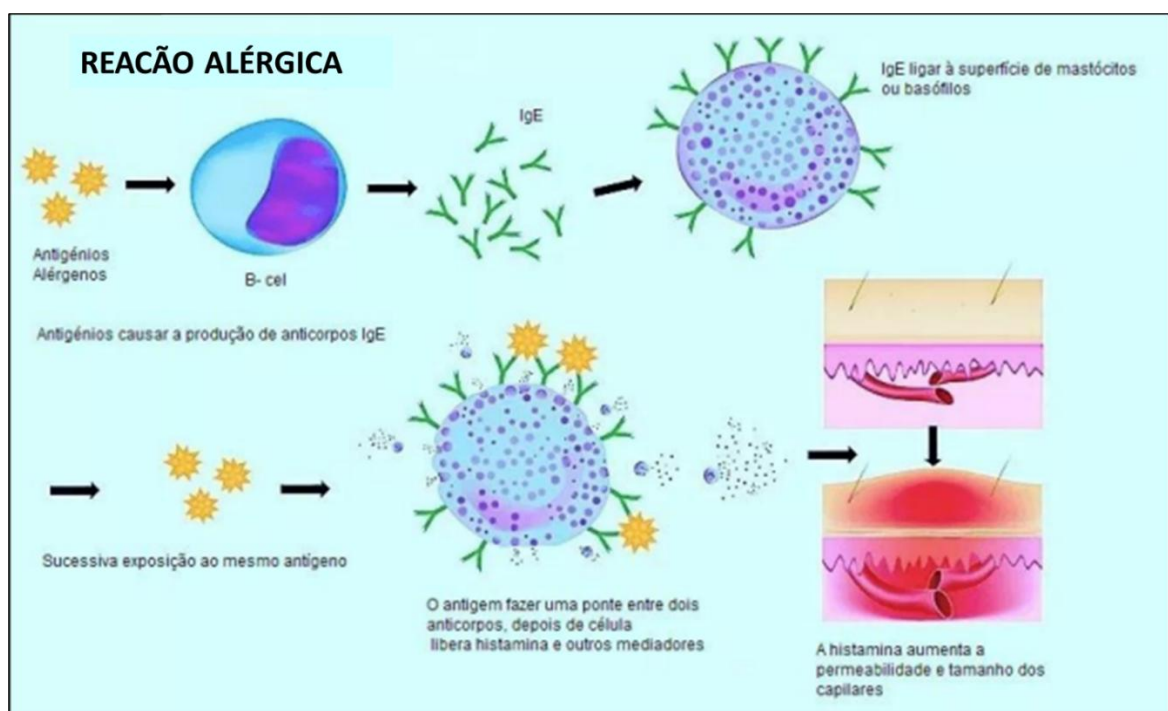 REACÃO ALÉRGICA
IgE ligar à superfície de mastócitos
ou basófilos
IgE
Antigénios
Alérgenos
B- cel
Antigénios causar a produção de anticorpos IgE
Sucessiva exposição ao mesmo antígeno
O antigem fazer uma ponte entre dois
anticorpos, depois de célula
libera histamina e outros mediadores
A histamina aumenta a
permeabilidade e tamanho dos
capilares